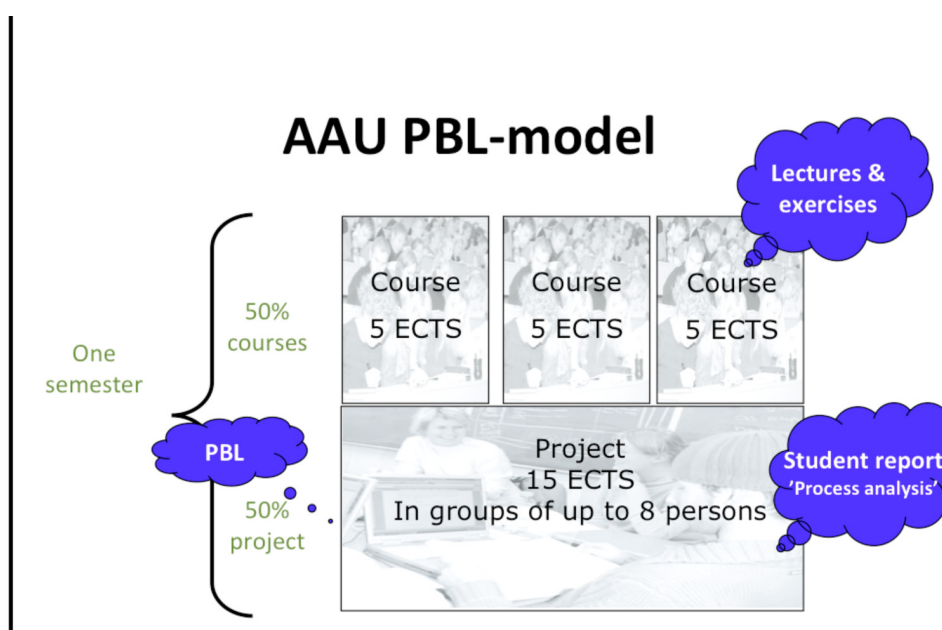 AAU PBL-model
Lectures &
exercises
Course
5 ECTS
Course
5 ECTS
Course
5 ECTS
50%
courses
One
semester
PBL
50%
project
Project
15 ECTS
In groups of up to 8 persons
Student report
'Process analysis'